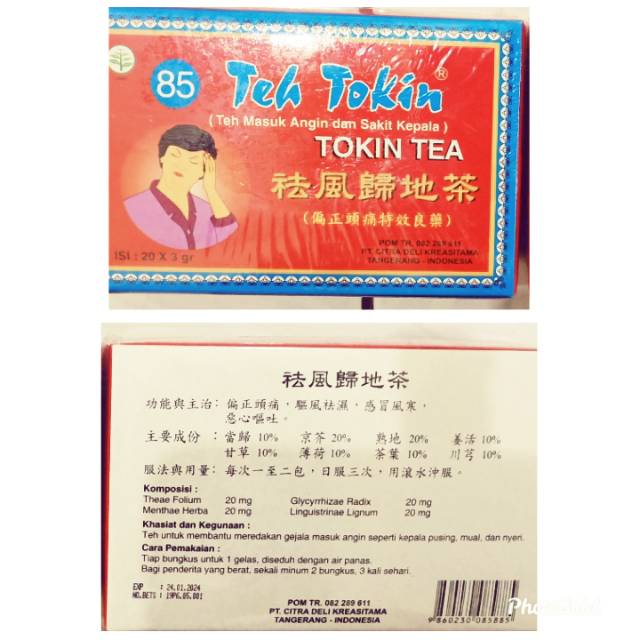 85
Teh Tokin®
(Teh Masuk Angin dan Sakit Kepala)
TOKIN TEA
祛風歸地茶
(偏正頭痛特效良藥)
ISI : 20 X 3 gr
POM TR. 082 289 611
PT. CITRA DELI KREASITAMA
TANGERANG - INDONESIA
祛風歸地茶
功能與主治: 偏正頭痛，驅風祛濕，感冒風寒，
惡心嘔吐。
主要成份 : 當歸 10% 京芥 20% 熟地 20% 姜活 10%
甘草 10% 薄荷 10% 茶葉 10% 川芎 10%
服法與用量: 每次一至二包，日服三次，用滾水沖服。
Komposisi :
Theae Folium 20 mg Glycyrrhizae Radix 20 mg
Menthae Herba 20 mg Linguistrinae Lignum 20 mg
Khasiat dan Kegunaan :
Teh untuk membantu meredakan gejala masuk angin seperti kepala pusing, mual, dan nyeri.
Cara Pemakaian :
Tiap bungkus untuk 1 gelas, diseduh dengan air panas.
Bagi penderita yang berat, sekali minum 2 bungkus, 3 kali sehari.
EXP : 24.01.2024
NO.BETS : 19P6.05.001
POM TR. 082 289 611
PT. CITRA DELI KREASITAMA
TANGERANG - INDONESIA
9 860230 085885